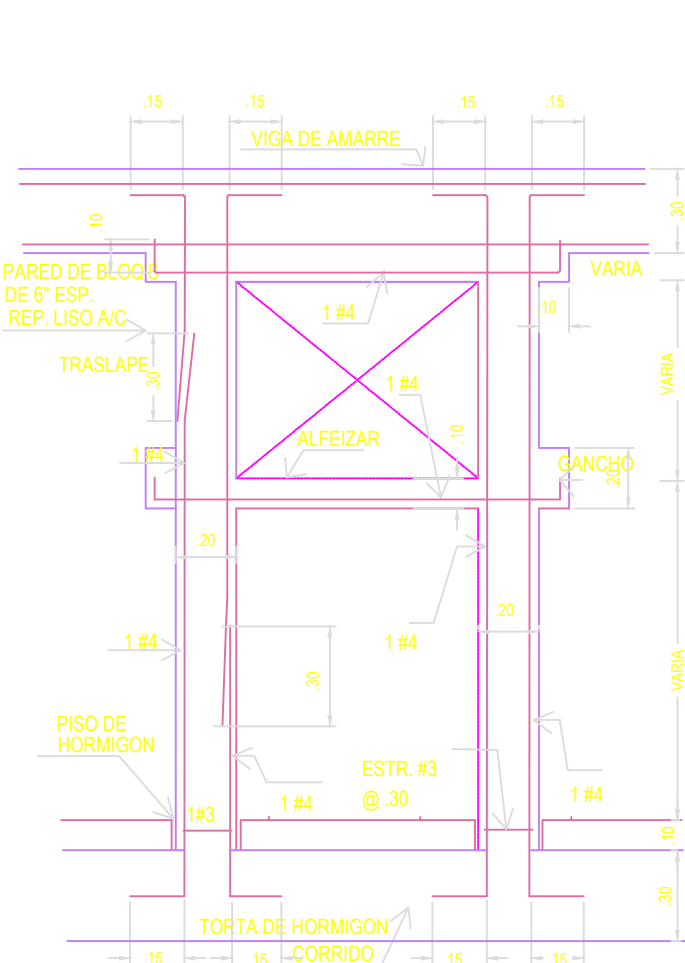 .15
.15
.15
.15
VIGA DE AMARRE
.30
.10
PARED DE BLOQ S
DE 6" ESP.
REP. LISO A/C
VARIA
1 #4
10
TRASLAPE
.30
1 #4
VARIA
ALFEIZAR
.10
1 #4
GANCHO
.20
.20
.20
1 #4
1 #4
.30
VARIA
PISO DE
HORMIGON
ESTR. #3
@ .30
1#3
1 #4
1 #4
.10
.30
TORTA DE HORMIGON
CORRIDO
.15
15
15
.15